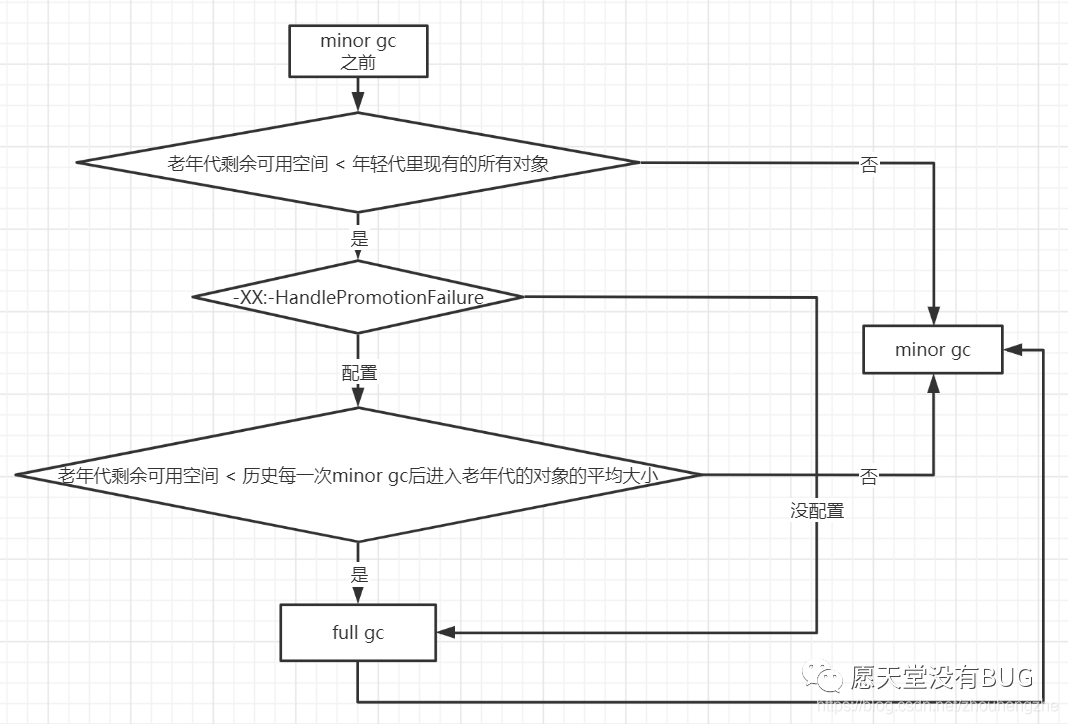 minor gc
之前
老年代剩余可用空间 < 年轻代里现有的所有对象
否
是
-XX:-HandlePromotionFailure
minor gc
配置
老年代剩余可用空间 < 历史每一次minor gc后进入老年代的对象的平均大小
否
没配置
是
full gc
愿天堂没有BUG
https://blog.csdn.net/zhouhengzhe